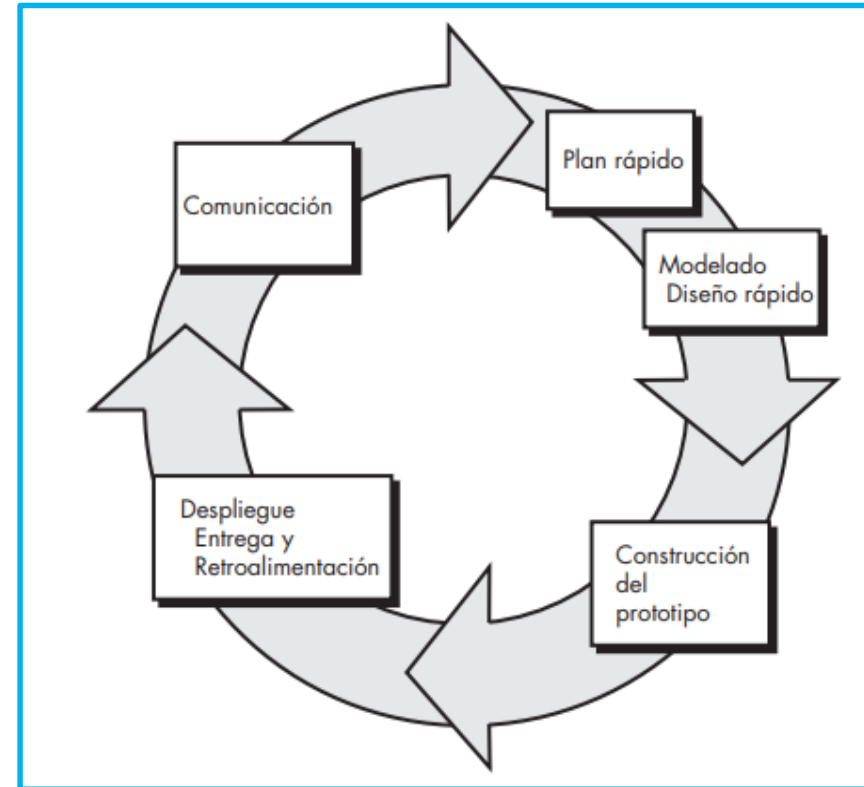 Comunicación
Plan rápido
Modelado
Diseño rápido
Construcción
del
prototipo
Despliegue
Entrega y
Retroalimentación